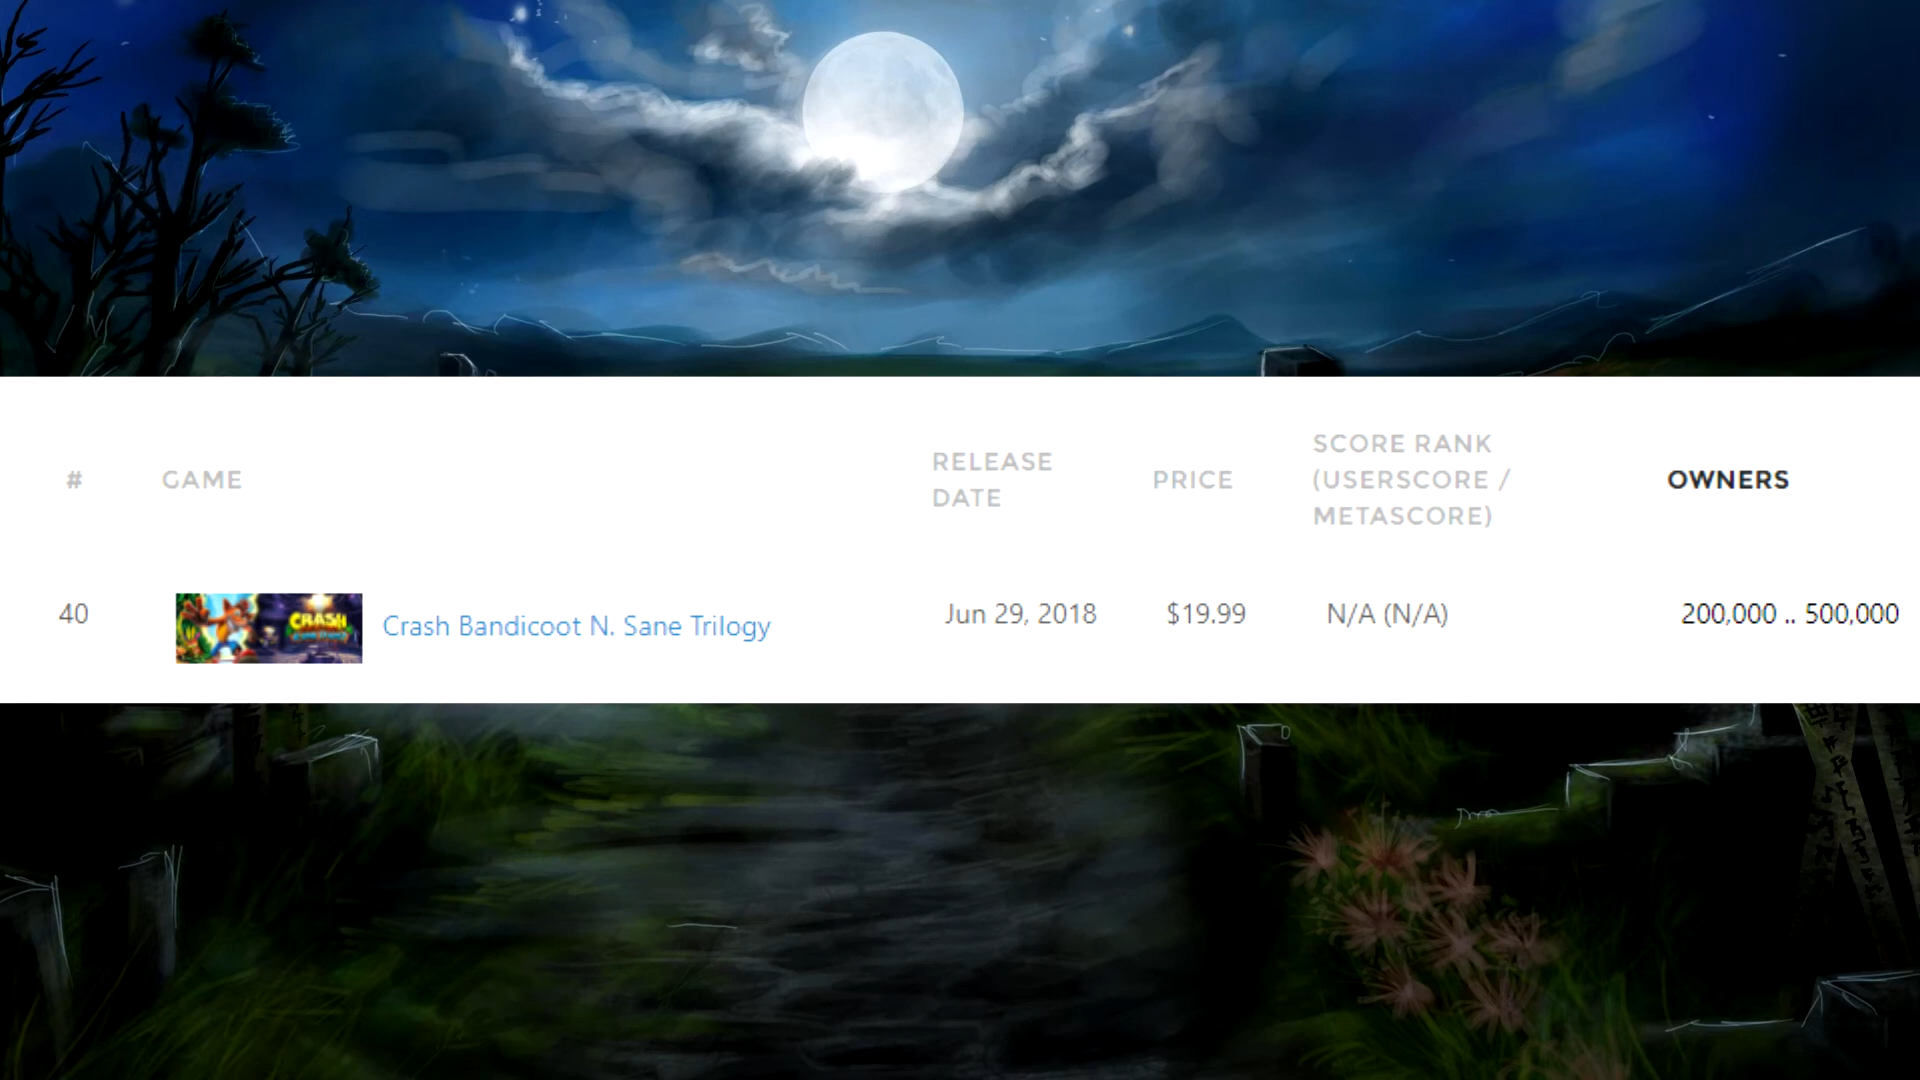 # GAME RELEASE DATE PRICE SCORE RANK (USERSCORE / METASCORE) OWNERS
40 CRASH Crash Bandicoot N. Sane Trilogy Jun 29, 2018 $19.99 N/A (N/A) 200,000 .. 500,000